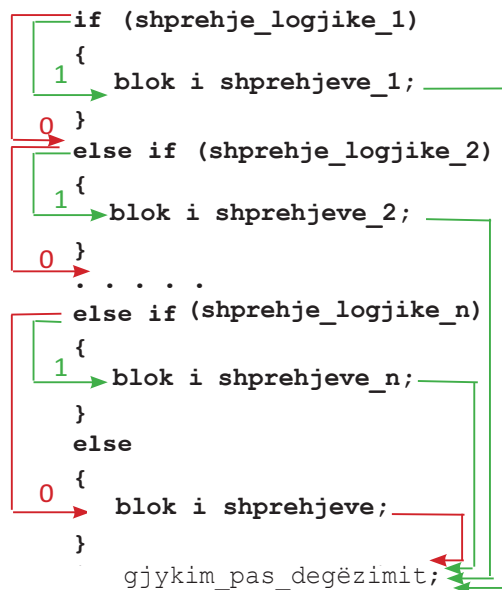 if (shprehje_logjike_1)
{
1 blok i shprehjeve_1;
0 }
else if (shprehje_logjike_2)
{
1 blok i shprehjeve_2;
0 }
. . . . .
else if (shprehje_logjike_n)
{
1 blok i shprehjeve_n;
}
else
{
0 blok i shprehjeve;
}
gjykim_pas_degëzimit;